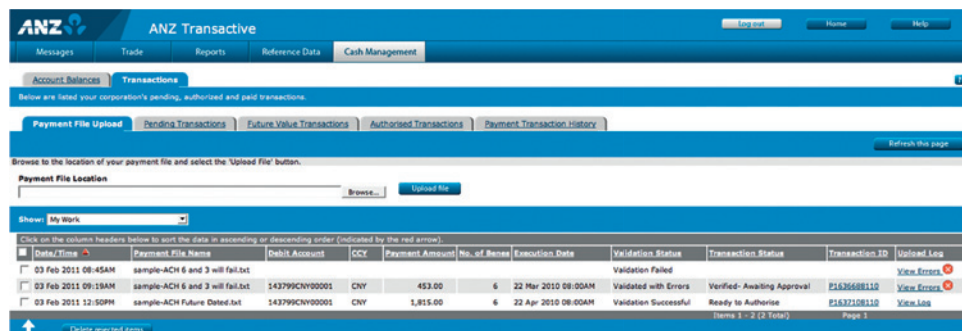 ANZ ANZ Transactive Log out Home Help
Messages Trade Reports Reference Data Cash Management
Account Balances Transactions
Below are listed your corporation's pending, authorized and paid transactions.
Payment File Upload Pending Transactions Future Value Transactions Authorised Transactions Payment Transaction History
Refresh this page
Browse to the location of your payment file and select the 'Upload File' button.
Payment File Location
Browse... Upload file
Show: My Work
Click on the column headers below to sort the data in ascending or descending order (indicated by the red arrow).
Date/Time Payment File Name Debit Account CCY Payment Amount No. of Benes Execution Date Validation Status Transaction Status Transaction ID Upload Log
03 Feb 2011 08:45AM sample-ACH 6 and 3 will fail.txt Validation Failed View Errors
03 Feb 2011 09:19AM sample-ACH 6 and 3 will fail.txt 143799CNY00001 CNY 453.00 6 22 Mar 2010 08:00AM Validated with Errors Verified- Awaiting Approval P1636608110 View Errors
03 Feb 2011 12:50PM sample-ACH Future Dated.txt 143799CNY00001 CNY 1,815.00 6 22 Apr 2010 08:00AM Validation Successful Ready to Authorise P1637108110 View Log
Items 1 - 2 (2 Total) Page 1
Delete rejected items